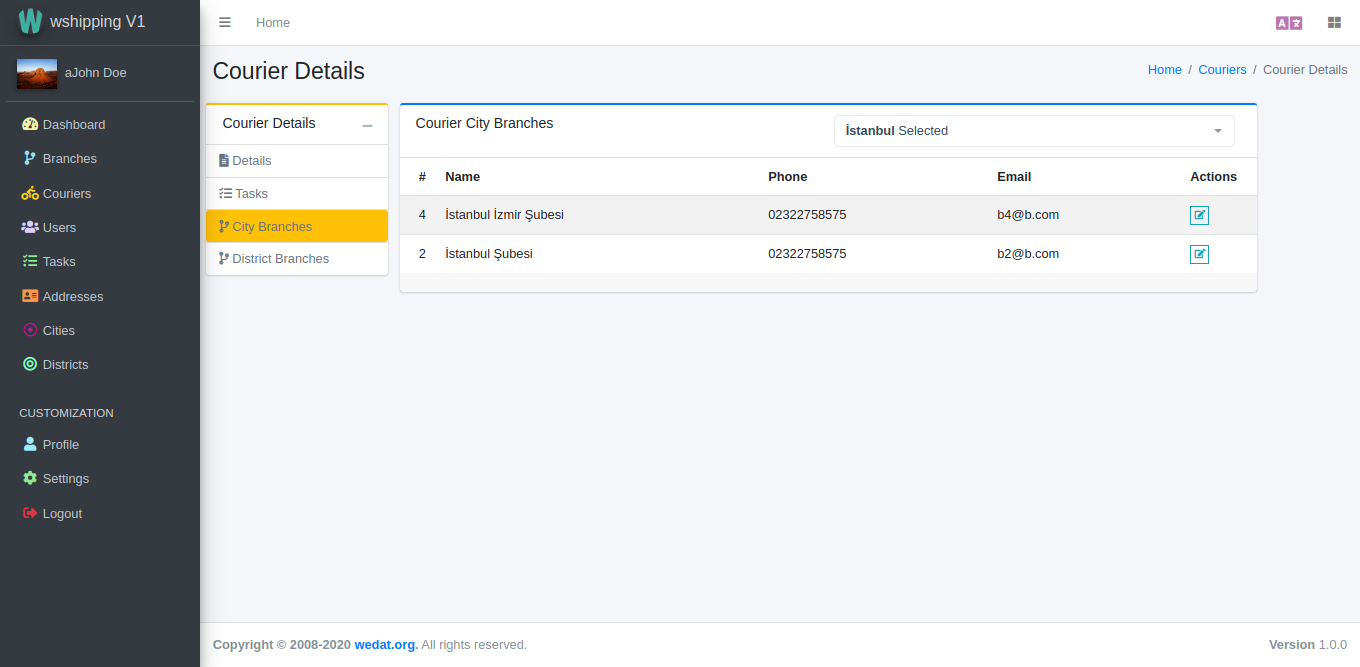 wshipping V1
Home
aJohn Doe
Courier Details
Home / Couriers / Courier Details
Dashboard
Branches
Couriers
Users
Tasks
Addresses
Cities
Districts
CUSTOMIZATION
Profile
Settings
Logout
Courier Details
Details
Tasks
City Branches
District Branches
Courier City Branches
İstanbul Selected
# Name Phone Email Actions
4 İstanbul İzmir Şubesi 02322758575 b4@b.com
2 İstanbul Şubesi 02322758575 b2@b.com
Copyright © 2008-2020 wedat.org. All rights reserved.
Version 1.0.0